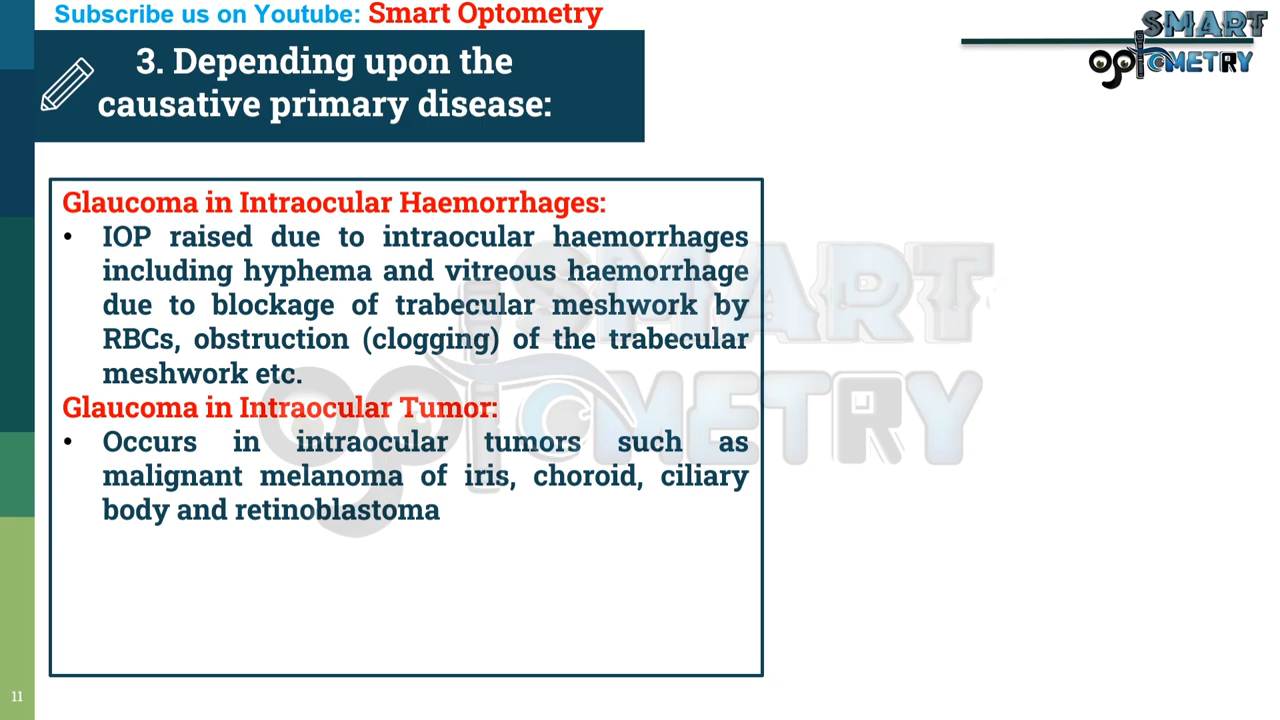 Subscribe us on Youtube: Smart Optometry
SMART
OptOMETRY
3. Depending upon the
causative primary disease:
Glaucoma in Intraocular Haemorrhages:
• IOP raised due to intraocular haemorrhages
including hyphema and vitreous haemorrhage
due to blockage of trabecular meshwork by
RBCs, obstruction (clogging) of the trabecular
meshwork etc.
Glaucoma in Intraocular Tumor:
• Occurs in intraocular tumors such as
malignant melanoma of iris, choroid, ciliary
body and retinoblastoma
SMART
OptOMETRY
11